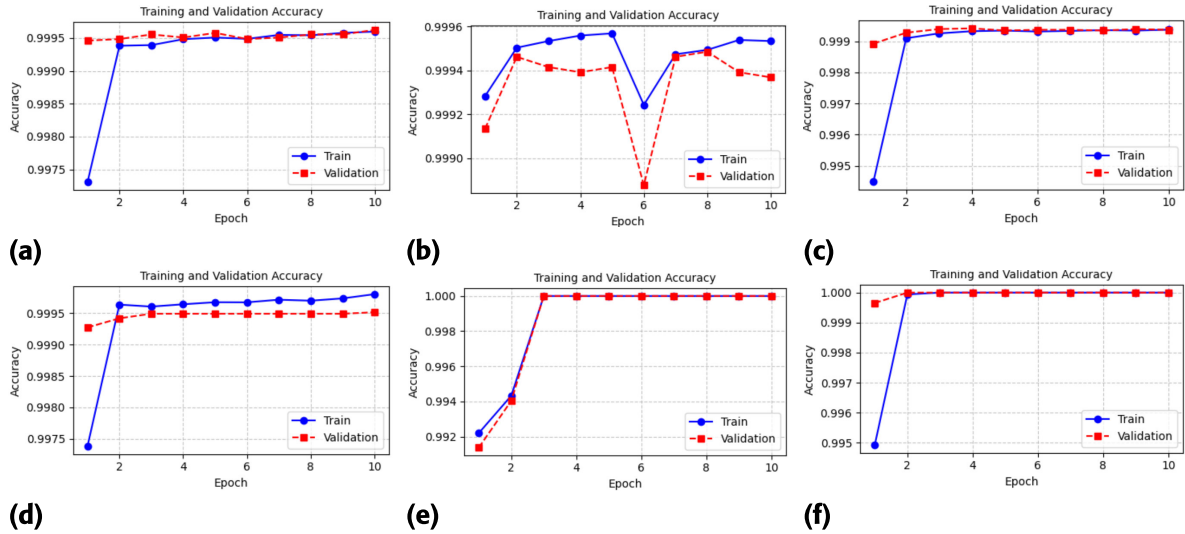 Training and Validation Accuracy
Accuracy
0.9995
0.9990
0.9985
0.9980
0.9975
2
4
6
8
10
Epoch
Train
Validation
(a)
Training and Validation Accuracy
Accuracy
0.9996
0.9994
0.9992
0.9990
2
4
6
8
10
Epoch
Train
Validation
(b)
Training and Validation Accuracy
Accuracy
0.999
0.998
0.997
0.996
0.995
2
4
6
8
10
Epoch
Train
Validation
(c)
Training and Validation Accuracy
Accuracy
0.9995
0.9990
0.9985
0.9980
0.9975
2
4
6
8
10
Epoch
Train
Validation
(d)
Training and Validation Accuracy
Accuracy
1.000
0.998
0.996
0.994
0.992
2
4
6
8
10
Epoch
Train
Validation
(e)
Training and Validation Accuracy
Accuracy
1.000
0.999
0.998
0.997
0.996
0.995
2
4
6
8
10
Epoch
Train
Validation
(f)